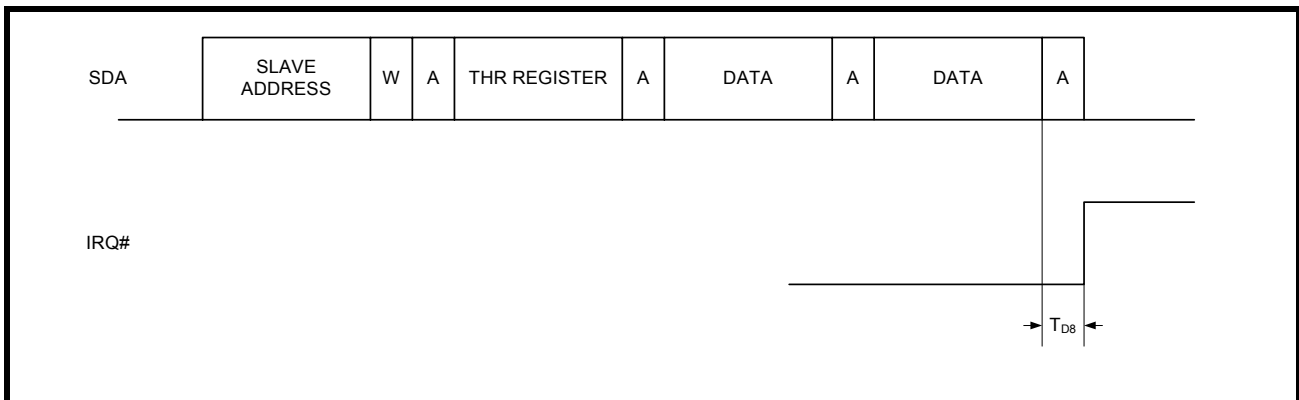 SDA
SLAVE
ADDRESS
W
A
THR REGISTER
A
DATA
A
DATA
A
IRQ#
TD8